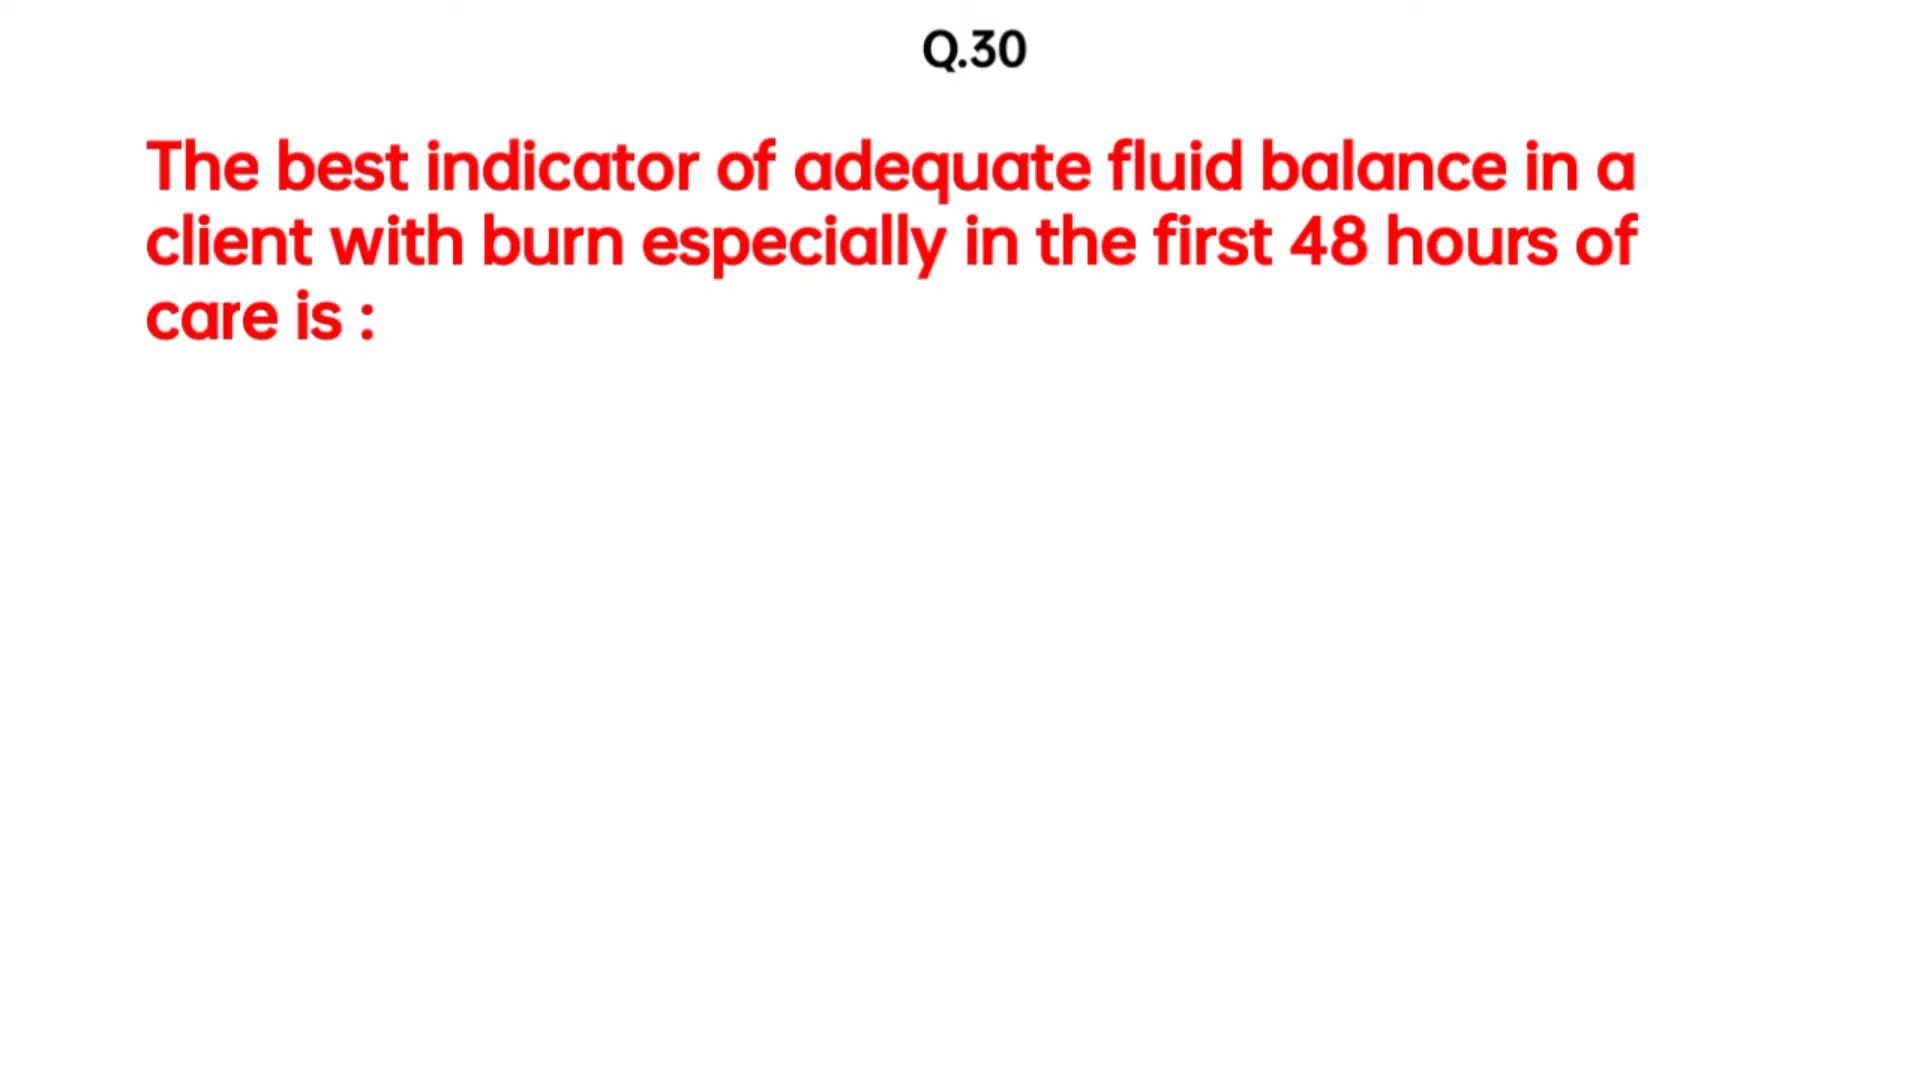 Q.30
The best indicator of adequate fluid balance in a
client with burn especially in the first 48 hours of
care is :